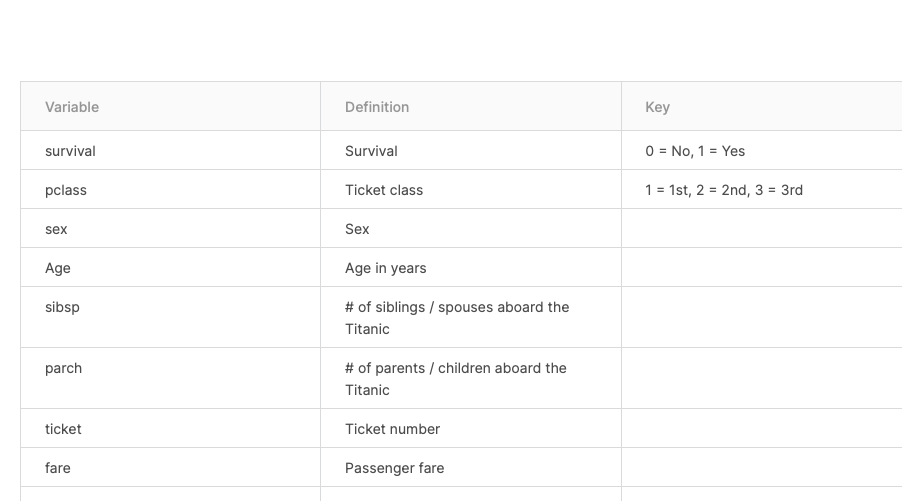 Variable Definition Key
survival Survival 0 = No, 1 = Yes
pclass Ticket class 1 = 1st, 2 = 2nd, 3 = 3rd
sex Sex
Age Age in years
sibsp # of siblings / spouses aboard the
Titanic
parch # of parents / children aboard the
Titanic
ticket Ticket number
fare Passenger fare